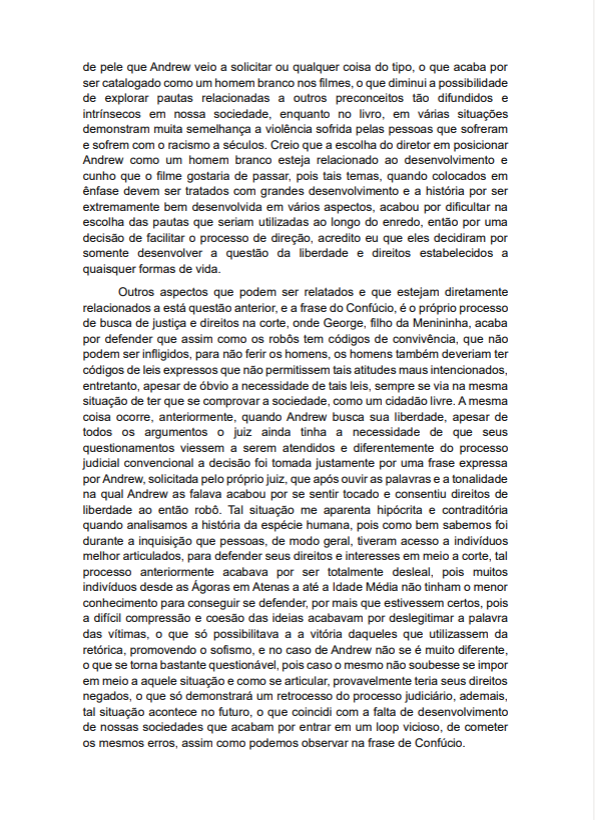 de pele que Andrew veio a solicitar ou qualquer coisa do tipo, o que acaba por
ser catalogado como um homem branco nos filmes, o que diminui a possibilidade
de explorar pautas relacionadas a outros preconceitos tão difundidos e
intrínsecos em nossa sociedade, enquanto no livro, em várias situações
demonstram muita semelhança a violência sofrida pelas pessoas que sofreram
e sofrem com o racismo a séculos. Creio que a escolha do diretor em posicionar
Andrew como um homem branco esteja relacionado ao desenvolvimento e
cunho que o filme gostaria de passar, pois tais temas, quando colocados em
ênfase devem ser tratados com grandes desenvolvimento e a história por ser
extremamente bem desenvolvida em vários aspectos, acabou por dificultar na
escolha das pautas que seriam utilizadas ao longo do enredo, então por uma
decisão de facilitar o processo de direção, acredito eu que eles decidiram por
somente desenvolver a questão da liberdade e direitos estabelecidos a
quaisquer formas de vida.
Outros aspectos que podem ser relatados e que estejam diretamente
relacionados a está questão anterior, e a frase do Confúcio, é o próprio processo
de busca de justiça e direitos na corte, onde George, filho da Menininha, acaba
por defender que assim como os robôs tem códigos de convivência, que não
podem ser infligidos, para não ferir os homens, os homens também deveriam ter
códigos de leis expressos que não permitissem tais atitudes maus intencionados,
entretanto, apesar de óbvio a necessidade de tais leis, sempre se via na mesma
situação de ter que se comprovar a sociedade, como um cidadão livre. A mesma
coisa ocorre, anteriormente, quando Andrew busca sua liberdade, apesar de
todos os argumentos o juiz ainda tinha a necessidade de que seus
questionamentos viessem a serem atendidos e diferentemente do processo
judicial convencional a decisão foi tomada justamente por uma frase expressa
por Andrew, solicitada pelo próprio juiz, que após ouvir as palavras e a tonalidade
na qual Andrew as falava acabou por se sentir tocado e consentiu direitos de
liberdade ao então robô. Tal situação me aparenta hipócrita e contraditória
quando analisamos a história da espécie humana, pois como bem sabemos foi
durante a inquisição que pessoas, de modo geral, tiveram acesso a indivíduos
melhor articulados, para defender seus direitos e interesses em meio a corte, tal
processo anteriormente acabava por ser totalmente desleal, pois muitos
indivíduos desde as Ágoras em Atenas a até a Idade Média não tinham o menor
conhecimento para conseguir se defender, por mais que estivessem certos, pois
a difícil compressão e coesão das ideias acabavam por deslegitimar a palavra
das vítimas, o que só possibilitava a a vitória daqueles que utilizassem da
retórica, promovendo o sofismo, e no caso de Andrew não se é muito diferente,
o que se torna bastante questionável, pois caso o mesmo não soubesse se impor
em meio a aquele situação e como se articular, provavelmente teria seus direitos
negados, o que só demonstrará um retrocesso do processo judiciário, ademais,
tal situação acontece no futuro, o que coincidi com a falta de desenvolvimento
de nossas sociedades que acabam por entrar em um loop vicioso, de cometer
os mesmos erros, assim como podemos observar na frase de Confúcio.